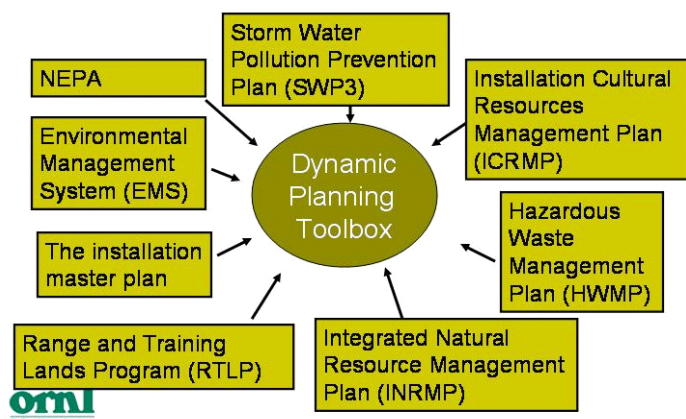 Storm Water
Pollution Prevention
Plan (SWP3)
NEPA
Installation Cultural
Resources
Management Plan
(ICRMP)
Environmental
Management
System (EMS)
Dynamic
Planning
Toolbox
Hazardous
Waste
Management
Plan (HWMP)
The installation
master plan
Range and Training
Lands Program (RTLP)
Integrated Natural
Resource Management
Plan (INRMP)
ornl